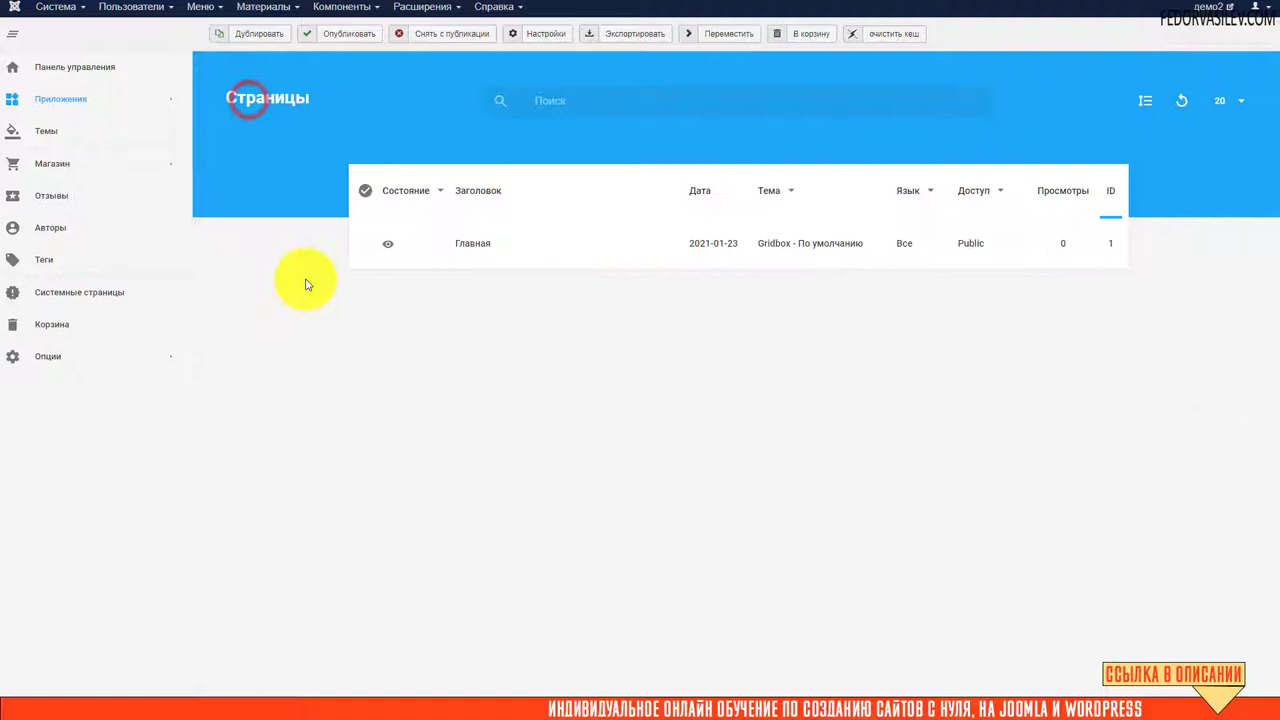 Система Пользователи Меню Материалы Компоненты Расширения Справка демо2
FEDORVASILEV.COM
Дублировать Опубликовать Снять с публикации Настройки Экспортировать Переместить В корзину очистить кеш
Панель управления
Приложения
Темы
Магазин
Отзывы
Авторы
Теги
Системные страницы
Корзина
Опции
Страницы
Поиск
20
Состояние Заголовок Дата Тема Язык Доступ Просмотры ID
Главная 2021-01-23 Gridbox - По умолчанию Все Public 0 1
ССЫЛКА В ОПИСАНИИ
ИНДИВИДУАЛЬНОЕ ОНЛАЙН ОБУЧЕНИЕ ПО СОЗДАНИЮ САЙТОВ С НУЛЯ, НА JOOMLA И WORDPRESS